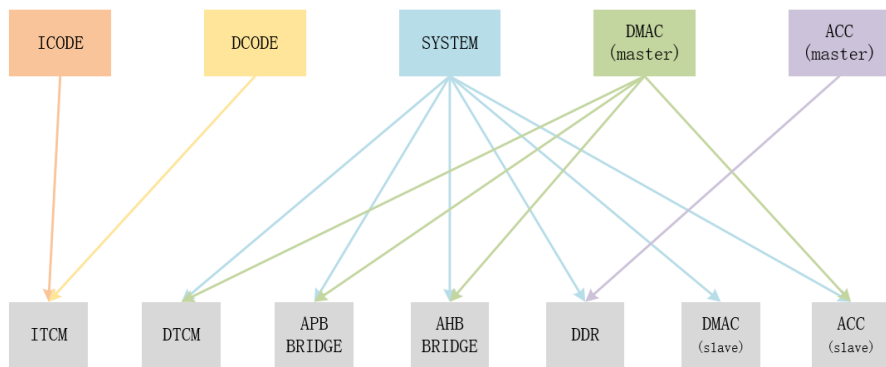 ICODE
DCODE
SYSTEM
DMAC
(master)
ACC
(master)
ITCM
DTCM
APB
BRIDGE
AHB
BRIDGE
DDR
DMAC
(slave)
ACC
(slave)